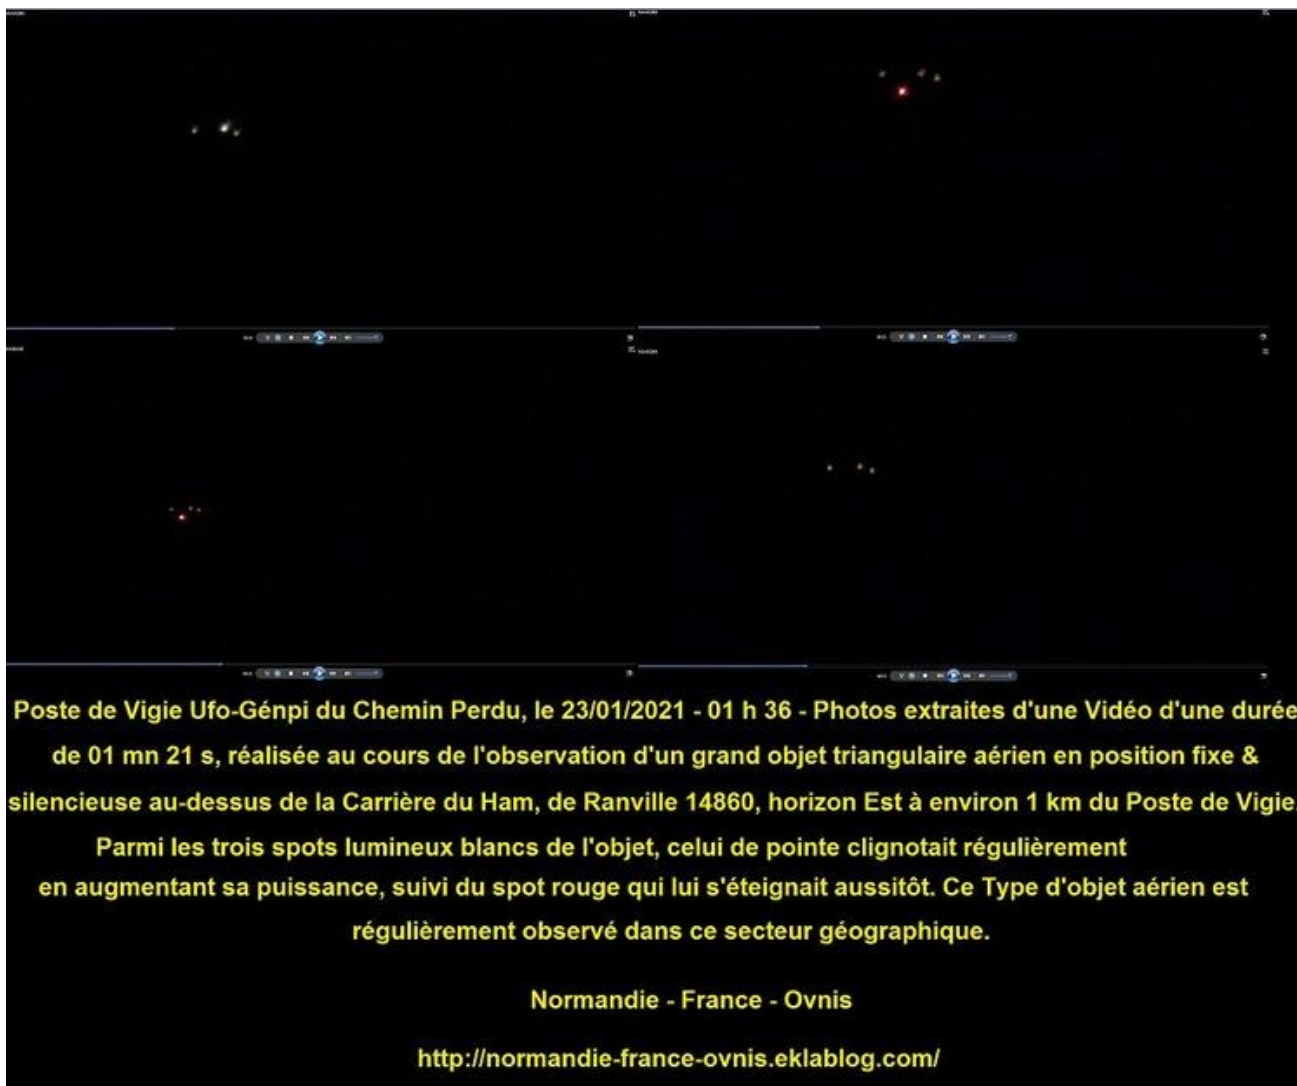 Poste de Vigie Ufo-Génpi du Chemin Perdu, le 23/01/2021 - 01 h 36 - Photos extraites d'une Vidéo d'une durée
de 01 mn 21 s, réalisée au cours de l'observation d'un grand objet triangulaire aérien en position fixe &
silencieuse au-dessus de la Carrière du Ham, de Ranville 14860, horizon Est à environ 1 km du Poste de Vigie.
Parmi les trois spots lumineux blancs de l'objet, celui de pointe clignotait régulièrement
en augmentant sa puissance, suivi du spot rouge qui lui s'éteignait aussitôt. Ce Type d'objet aérien est
régulièrement observé dans ce secteur géographique.
Normandie - France - Ovnis
http://normandie-france-ovnis.eklablog.com/